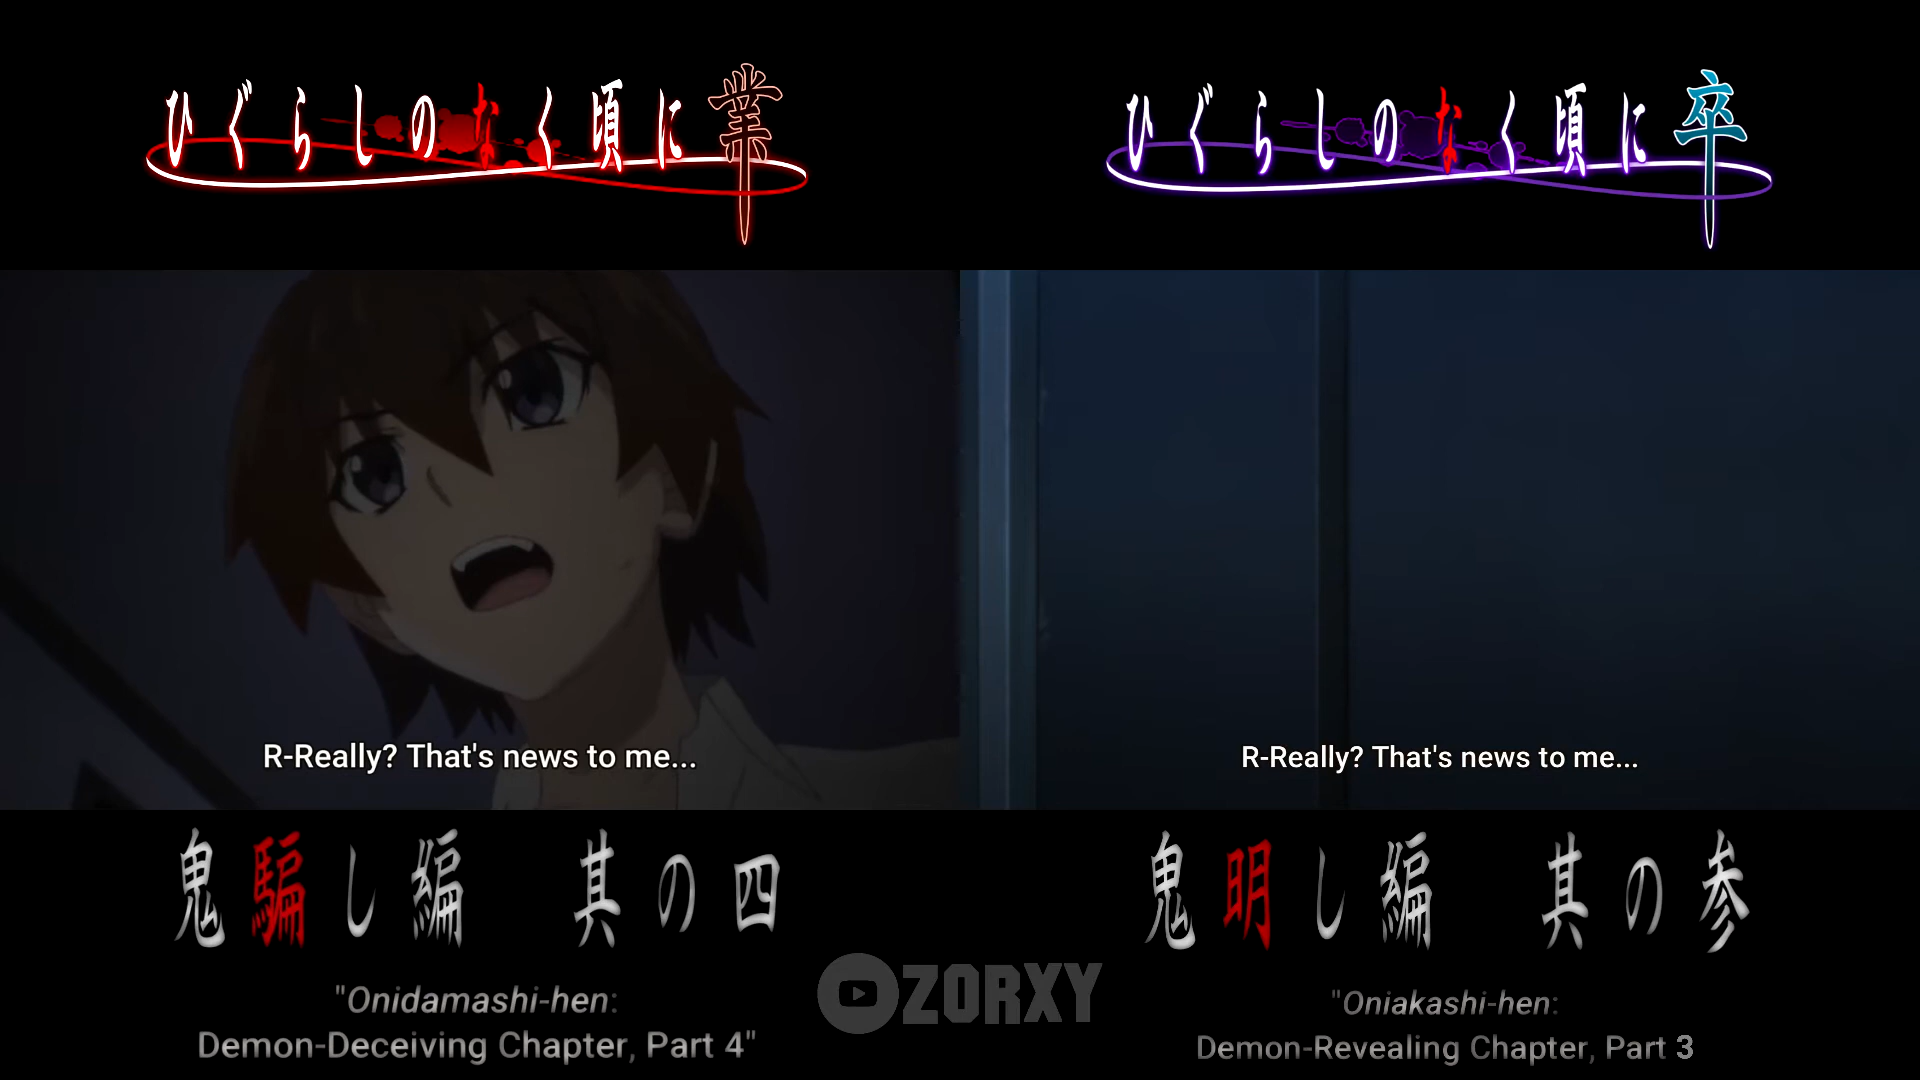 ひぐらしのなく頃に業
ひぐらしのなく頃に卒
R-Really? That's news to me...
R-Really? That's news to me...
鬼騙し編 其の四
鬼明し編 其の参
"Onidamashi-hen:
Demon-Deceiving Chapter, Part 4"
"Oniakashi-hen:
Demon-Revealing Chapter, Part 3
ZORXY